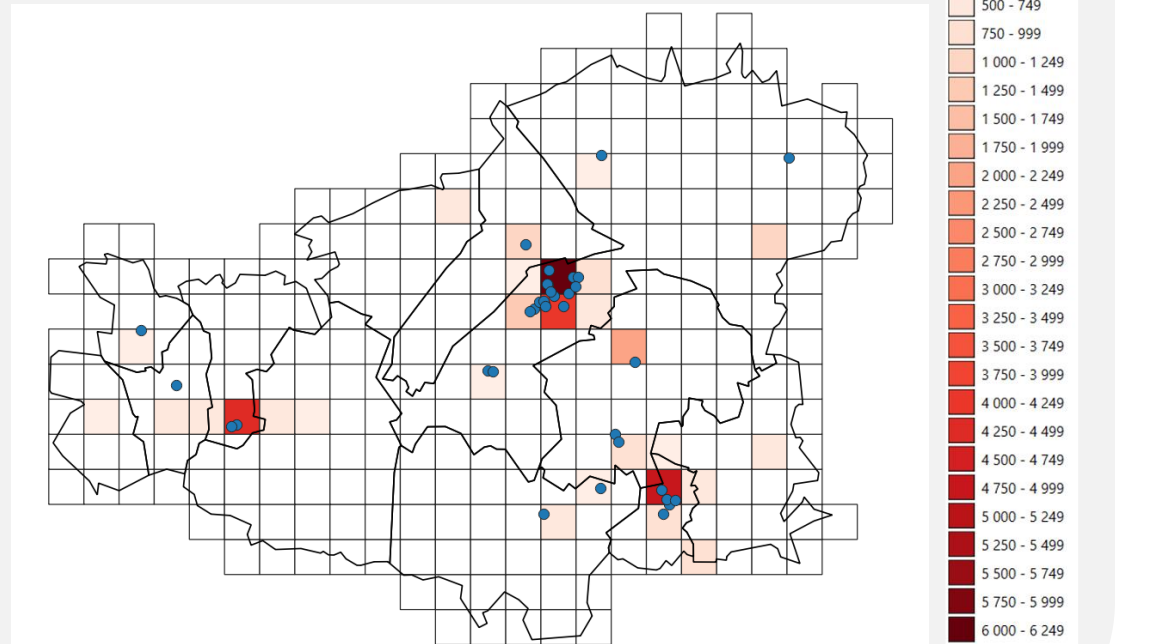 500 - 749
750 - 999
1 000 - 1 249
1 250 - 1 499
1 500 - 1 749
1 750 - 1 999
2 000 - 2 249
2 250 - 2 499
2 500 - 2 749
2 750 - 2 999
3 000 - 3 249
3 250 - 3 499
3 500 - 3 749
3 750 - 3 999
4 000 - 4 249
4 250 - 4 499
4 500 - 4 749
4 750 - 4 999
5 000 - 5 249
5 250 - 5 499
5 500 - 5 749
5 750 - 5 999
6 000 - 6 249